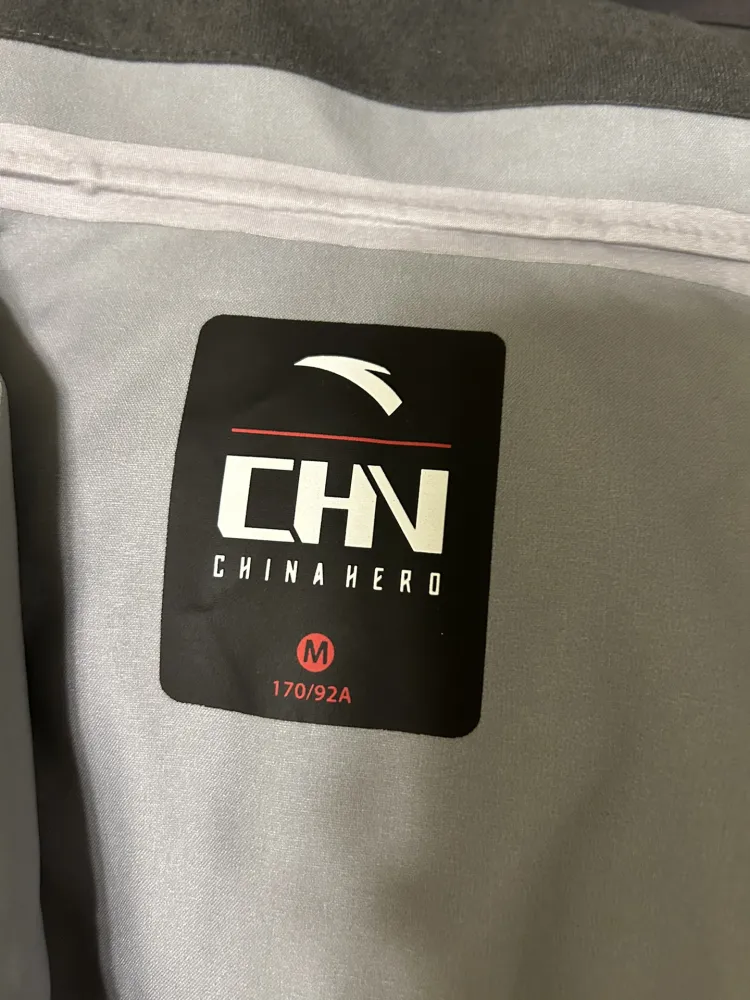 CHN
CHINA HERO
M
170/92A